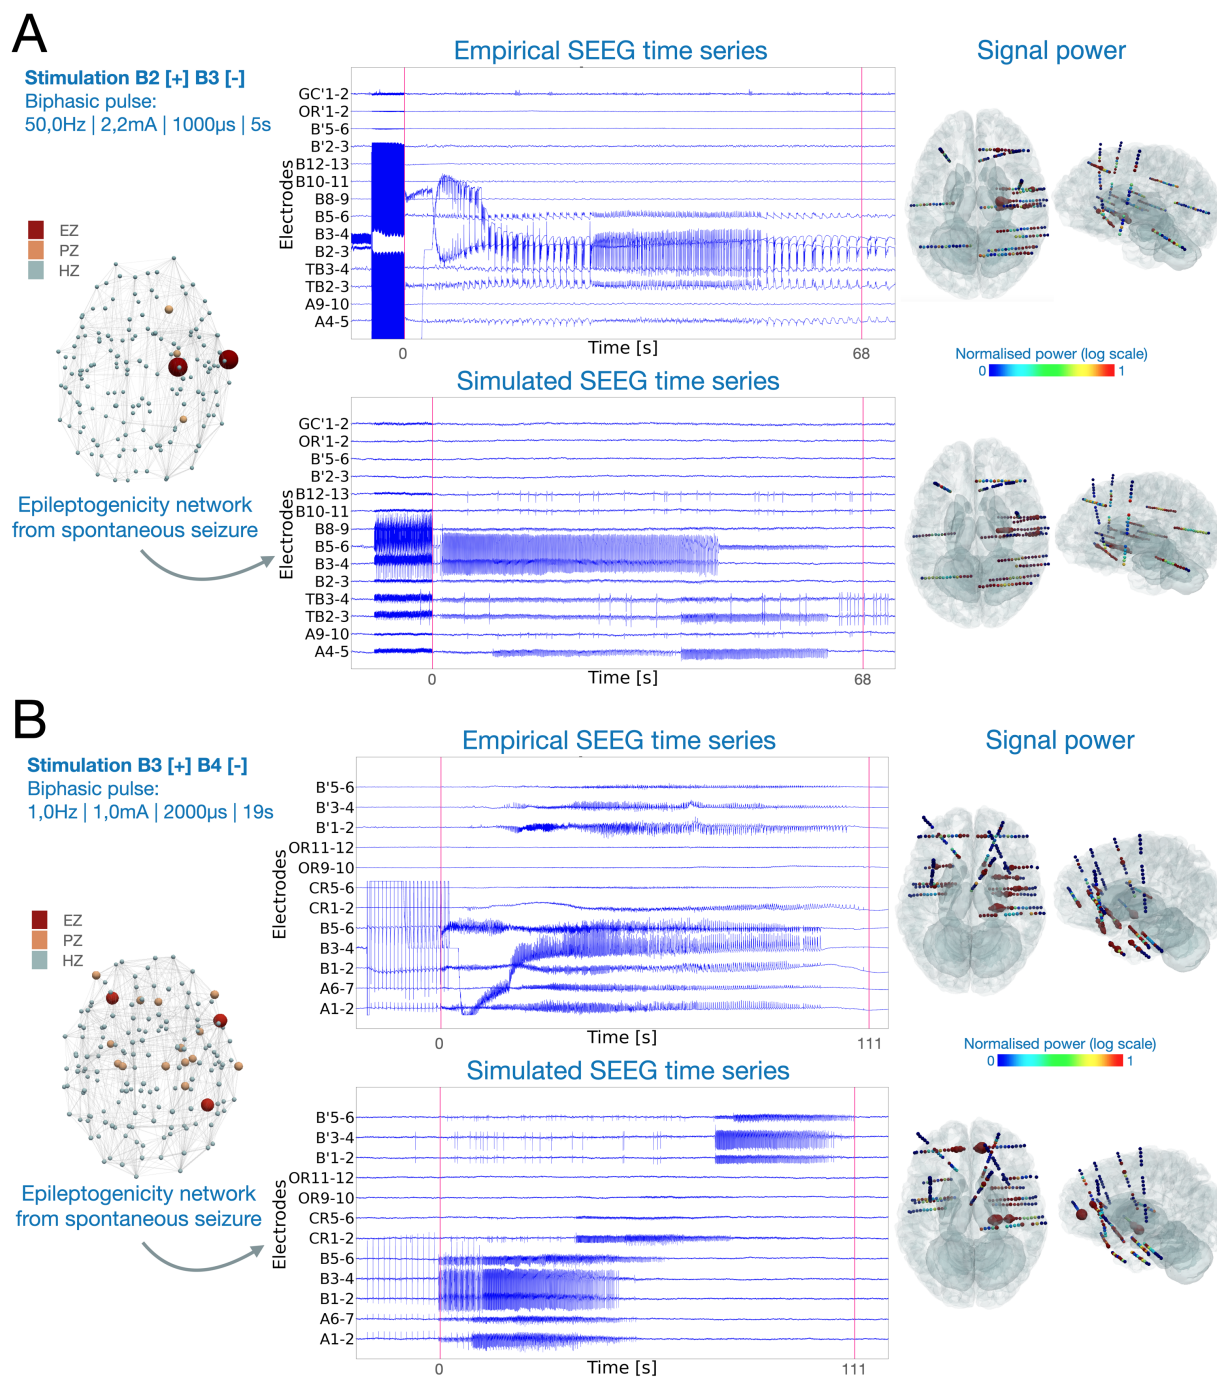 A
Stimulation B2 [+] B3 [-]
Biphasic pulse:
50,0Hz | 2,2mA | 1000µs | 5s
EZ
PZ
HZ
Epileptogenicity network
from spontaneous seizure
Empirical SEEG time series
Electrodes
GC'1-2
OR'1-2
B'5-6
B'2-3
B12-13
B10-11
B8-9
B5-6
B3-4
B2-3
TB3-4
TB2-3
A9-10
A4-5
0
Time [s]
68
Signal power
Normalised power (log scale)
0
1
Simulated SEEG time series
Electrodes
GC'1-2
OR'1-2
B'5-6
B'2-3
B12-13
B10-11
B8-9
B5-6
B3-4
B2-3
TB3-4
TB2-3
A9-10
A4-5
0
Time [s]
68
B
Stimulation B3 [+] B4 [-]
Biphasic pulse:
1,0Hz | 1,0mA | 2000µs | 19s
EZ
PZ
HZ
Epileptogenicity network
from spontaneous seizure
Empirical SEEG time series
Electrodes
B'5-6
B'3-4
B'1-2
OR11-12
OR9-10
CR5-6
CR1-2
B5-6
B3-4
B1-2
A6-7
A1-2
0
Time [s]
111
Signal power
Normalised power (log scale)
0
1
Simulated SEEG time series
Electrodes
B'5-6
B'3-4
B'1-2
OR11-12
OR9-10
CR5-6
CR1-2
B5-6
B3-4
B1-2
A6-7
A1-2
0
Time [s]
111